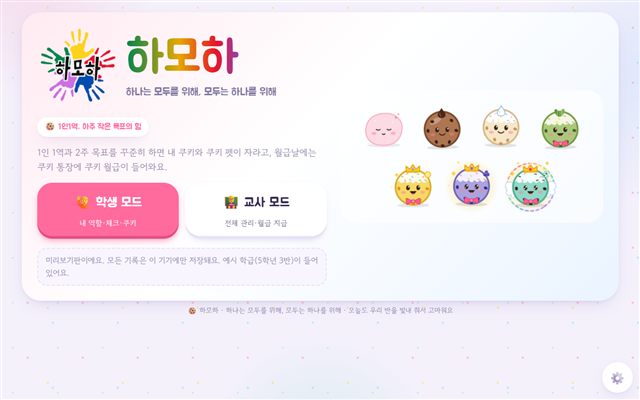 하모하
하모하
하나는 모두를 위해, 모두는 하나를 위해
1인1역, 아주 작은 목표의 힘
1인 1역과 2주 목표를 꾸준히 하면 내 쿠키와 쿠키 펫이 자라고, 월급날에는
쿠키 통장에 쿠키 월급이 들어와요.
학생 모드
내 역할·체크·쿠키
교사 모드
전체 관리·월급 지급
미리보기판이에요. 모든 기록은 이 기기에만 저장돼요. 예시 학급(5학년 3반)이 들어
있어요.
하모하 · 하나는 모두를 위해, 모두는 하나를 위해 · 오늘도 우리 반을 빛내 줘서 고마워요